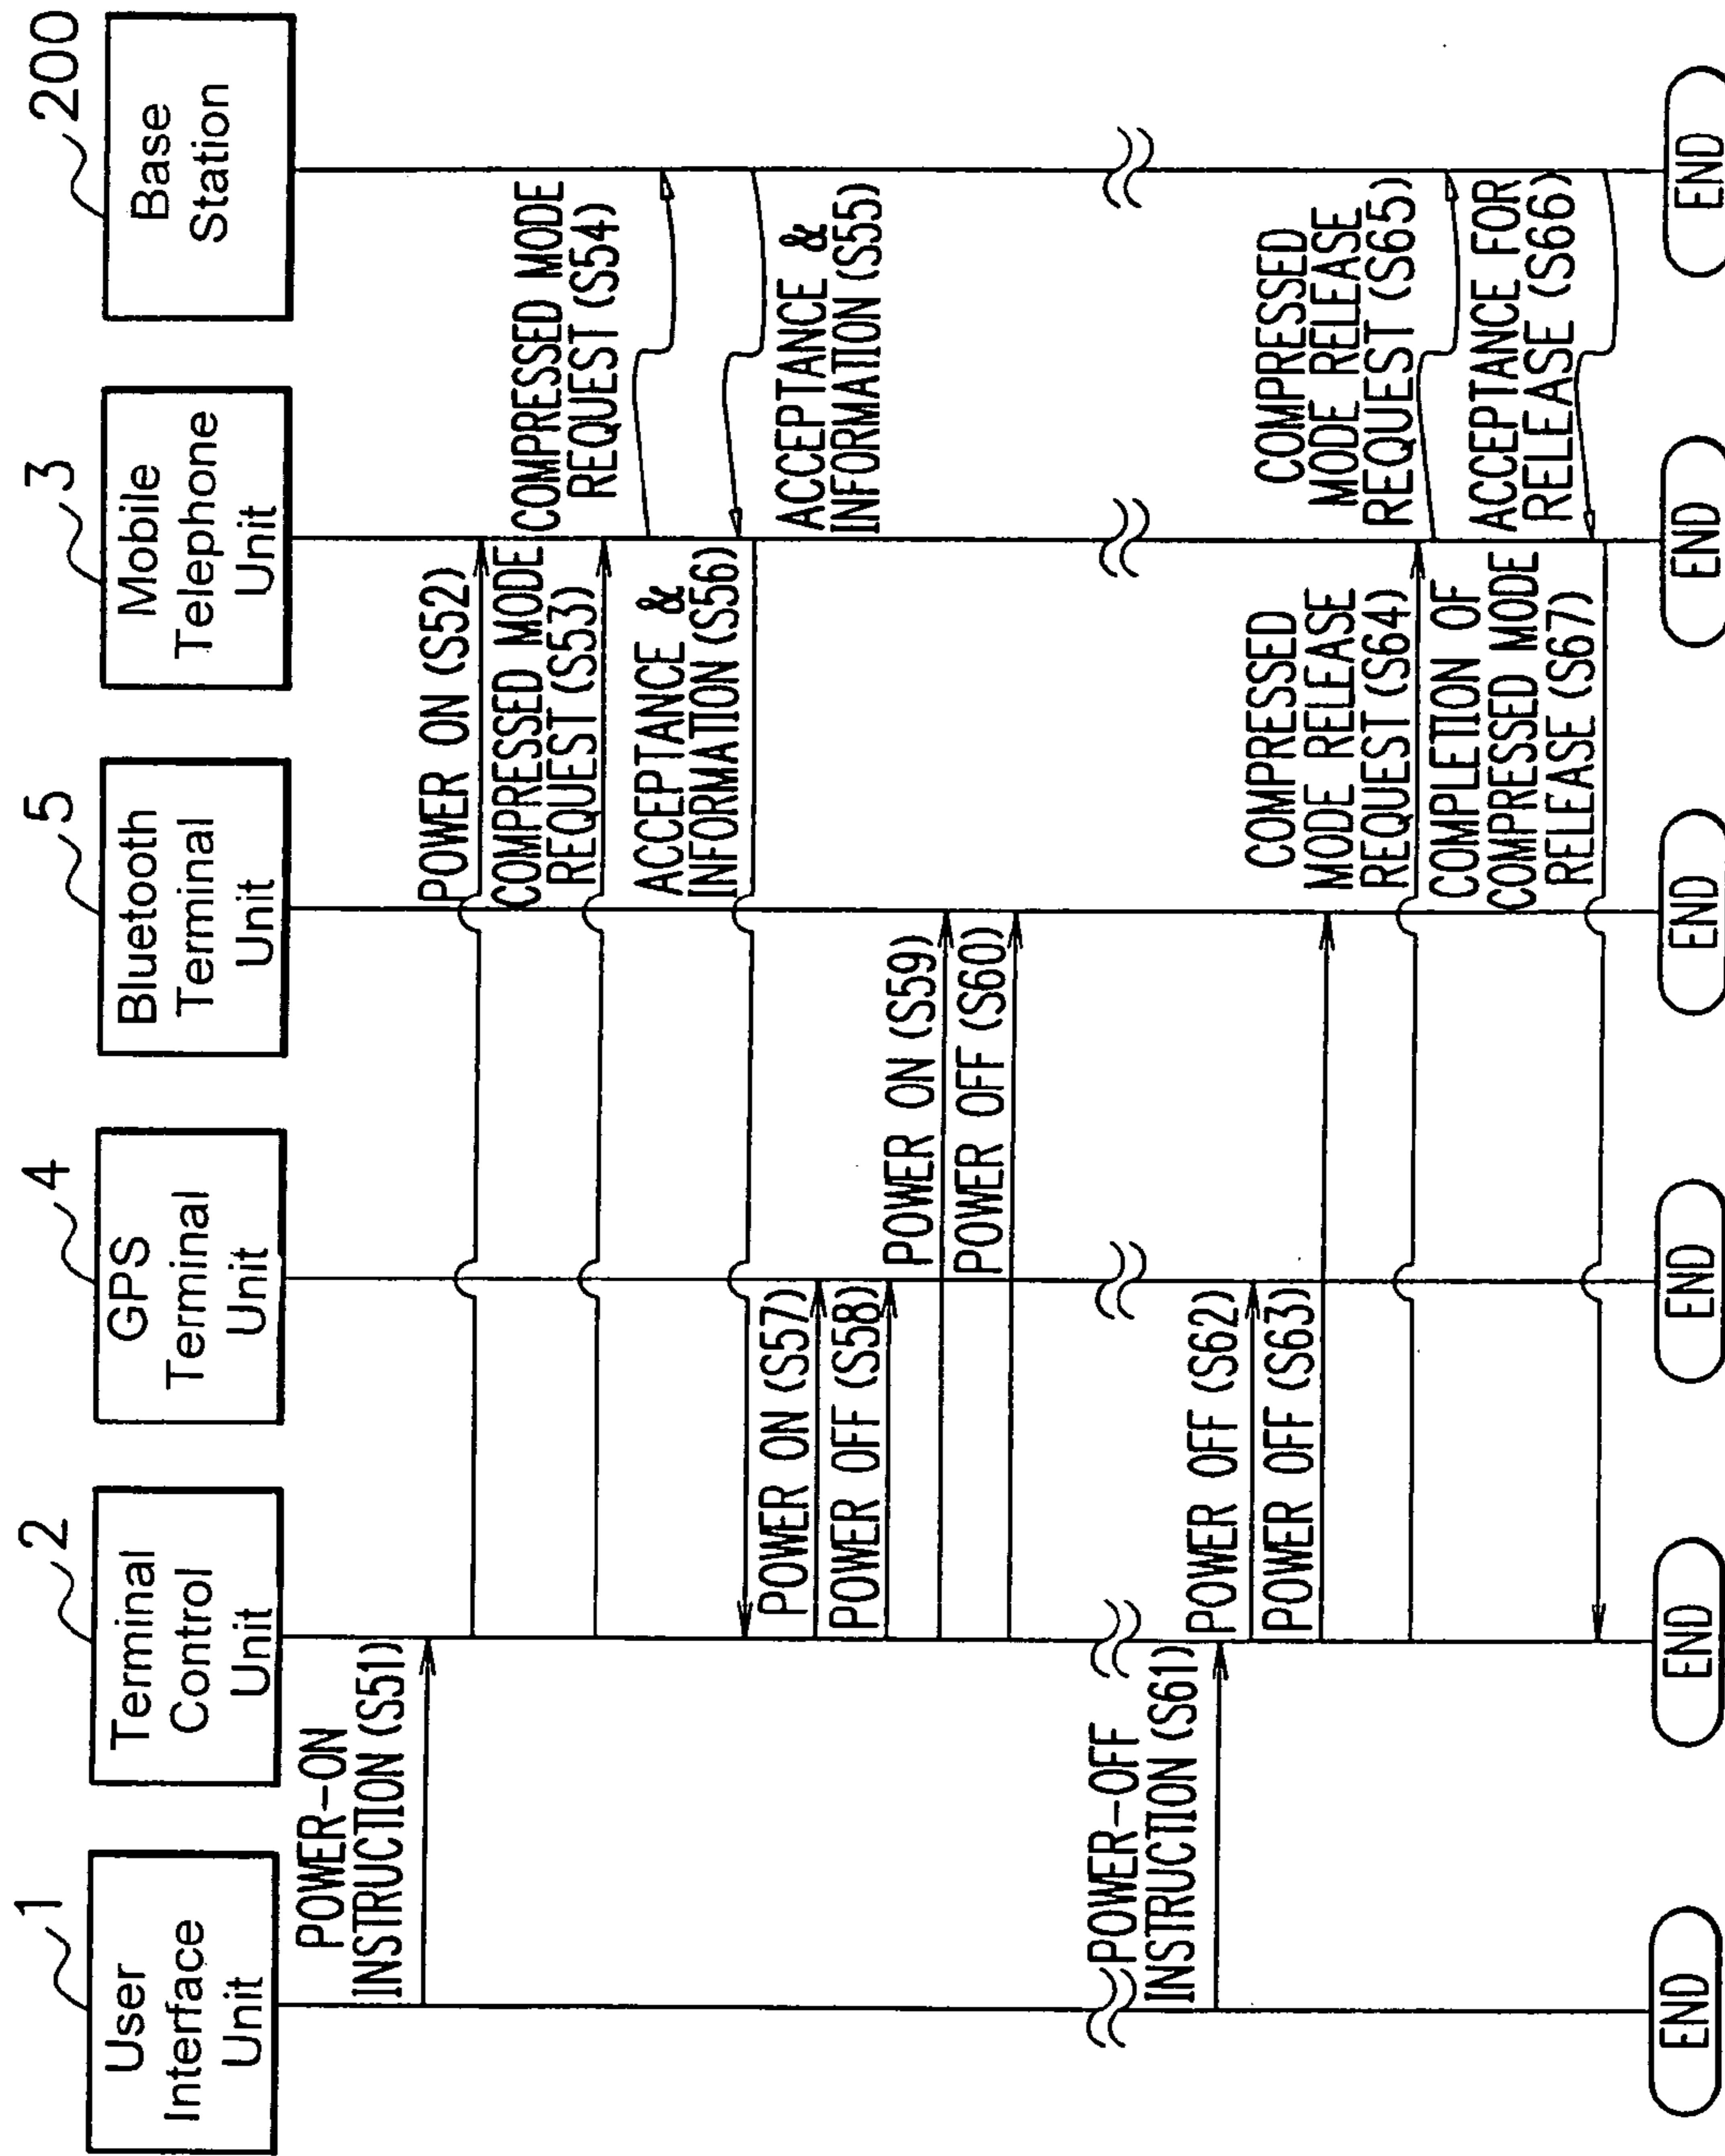 1
User
Interface
Unit
2
Terminal
Control
Unit
4
GPS
Terminal
Unit
5
Bluetooth
Terminal
Unit
3
Mobile
Telephone
Unit
200
Base
Station
POWER-ON
INSTRUCTION (S51)
POWER ON (S52)
COMPRESSED MODE
REQUEST (S53)
COMPRESSED MODE
REQUEST (S54)
ACCEPTANCE &
INFORMATION (S55)
ACCEPTANCE &
INFORMATION (S56)
POWER ON (S57)
POWER OFF (S58)
POWER ON (S59)
POWER OFF (S60)
POWER-OFF
INSTRUCTION (S61)
POWER OFF (S62)
POWER OFF (S63)
COMPRESSED
MODE RELEASE
REQUEST (S64)
COMPRESSED
MODE RELEASE
REQUEST (S65)
ACCEPTANCE FOR
RELEASE (S66)
COMPLETION OF
COMPRESSED MODE
RELEASE (S67)
END
END
END
END
END
END